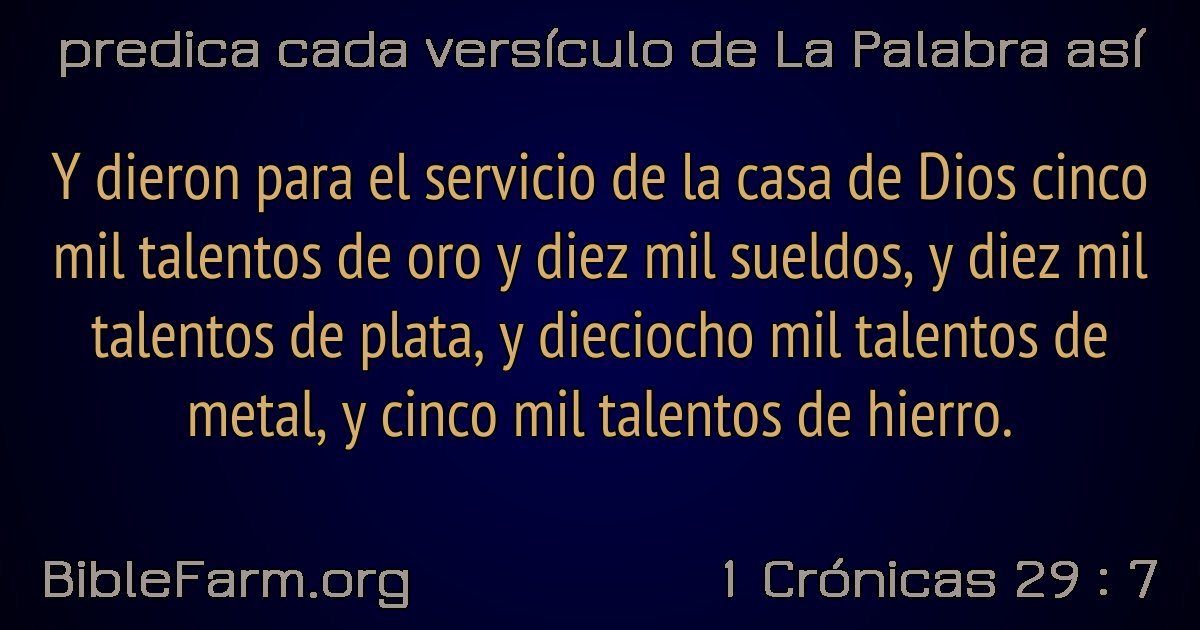 predica cada versículo de La Palabra así
Y dieron para el servicio de la casa de Dios cinco
mil talentos de oro y diez mil sueldos, y diez mil
talentos de plata, y dieciocho mil talentos de
metal, y cinco mil talentos de hierro.
BibleFarm.org
1 Crónicas 29 : 7